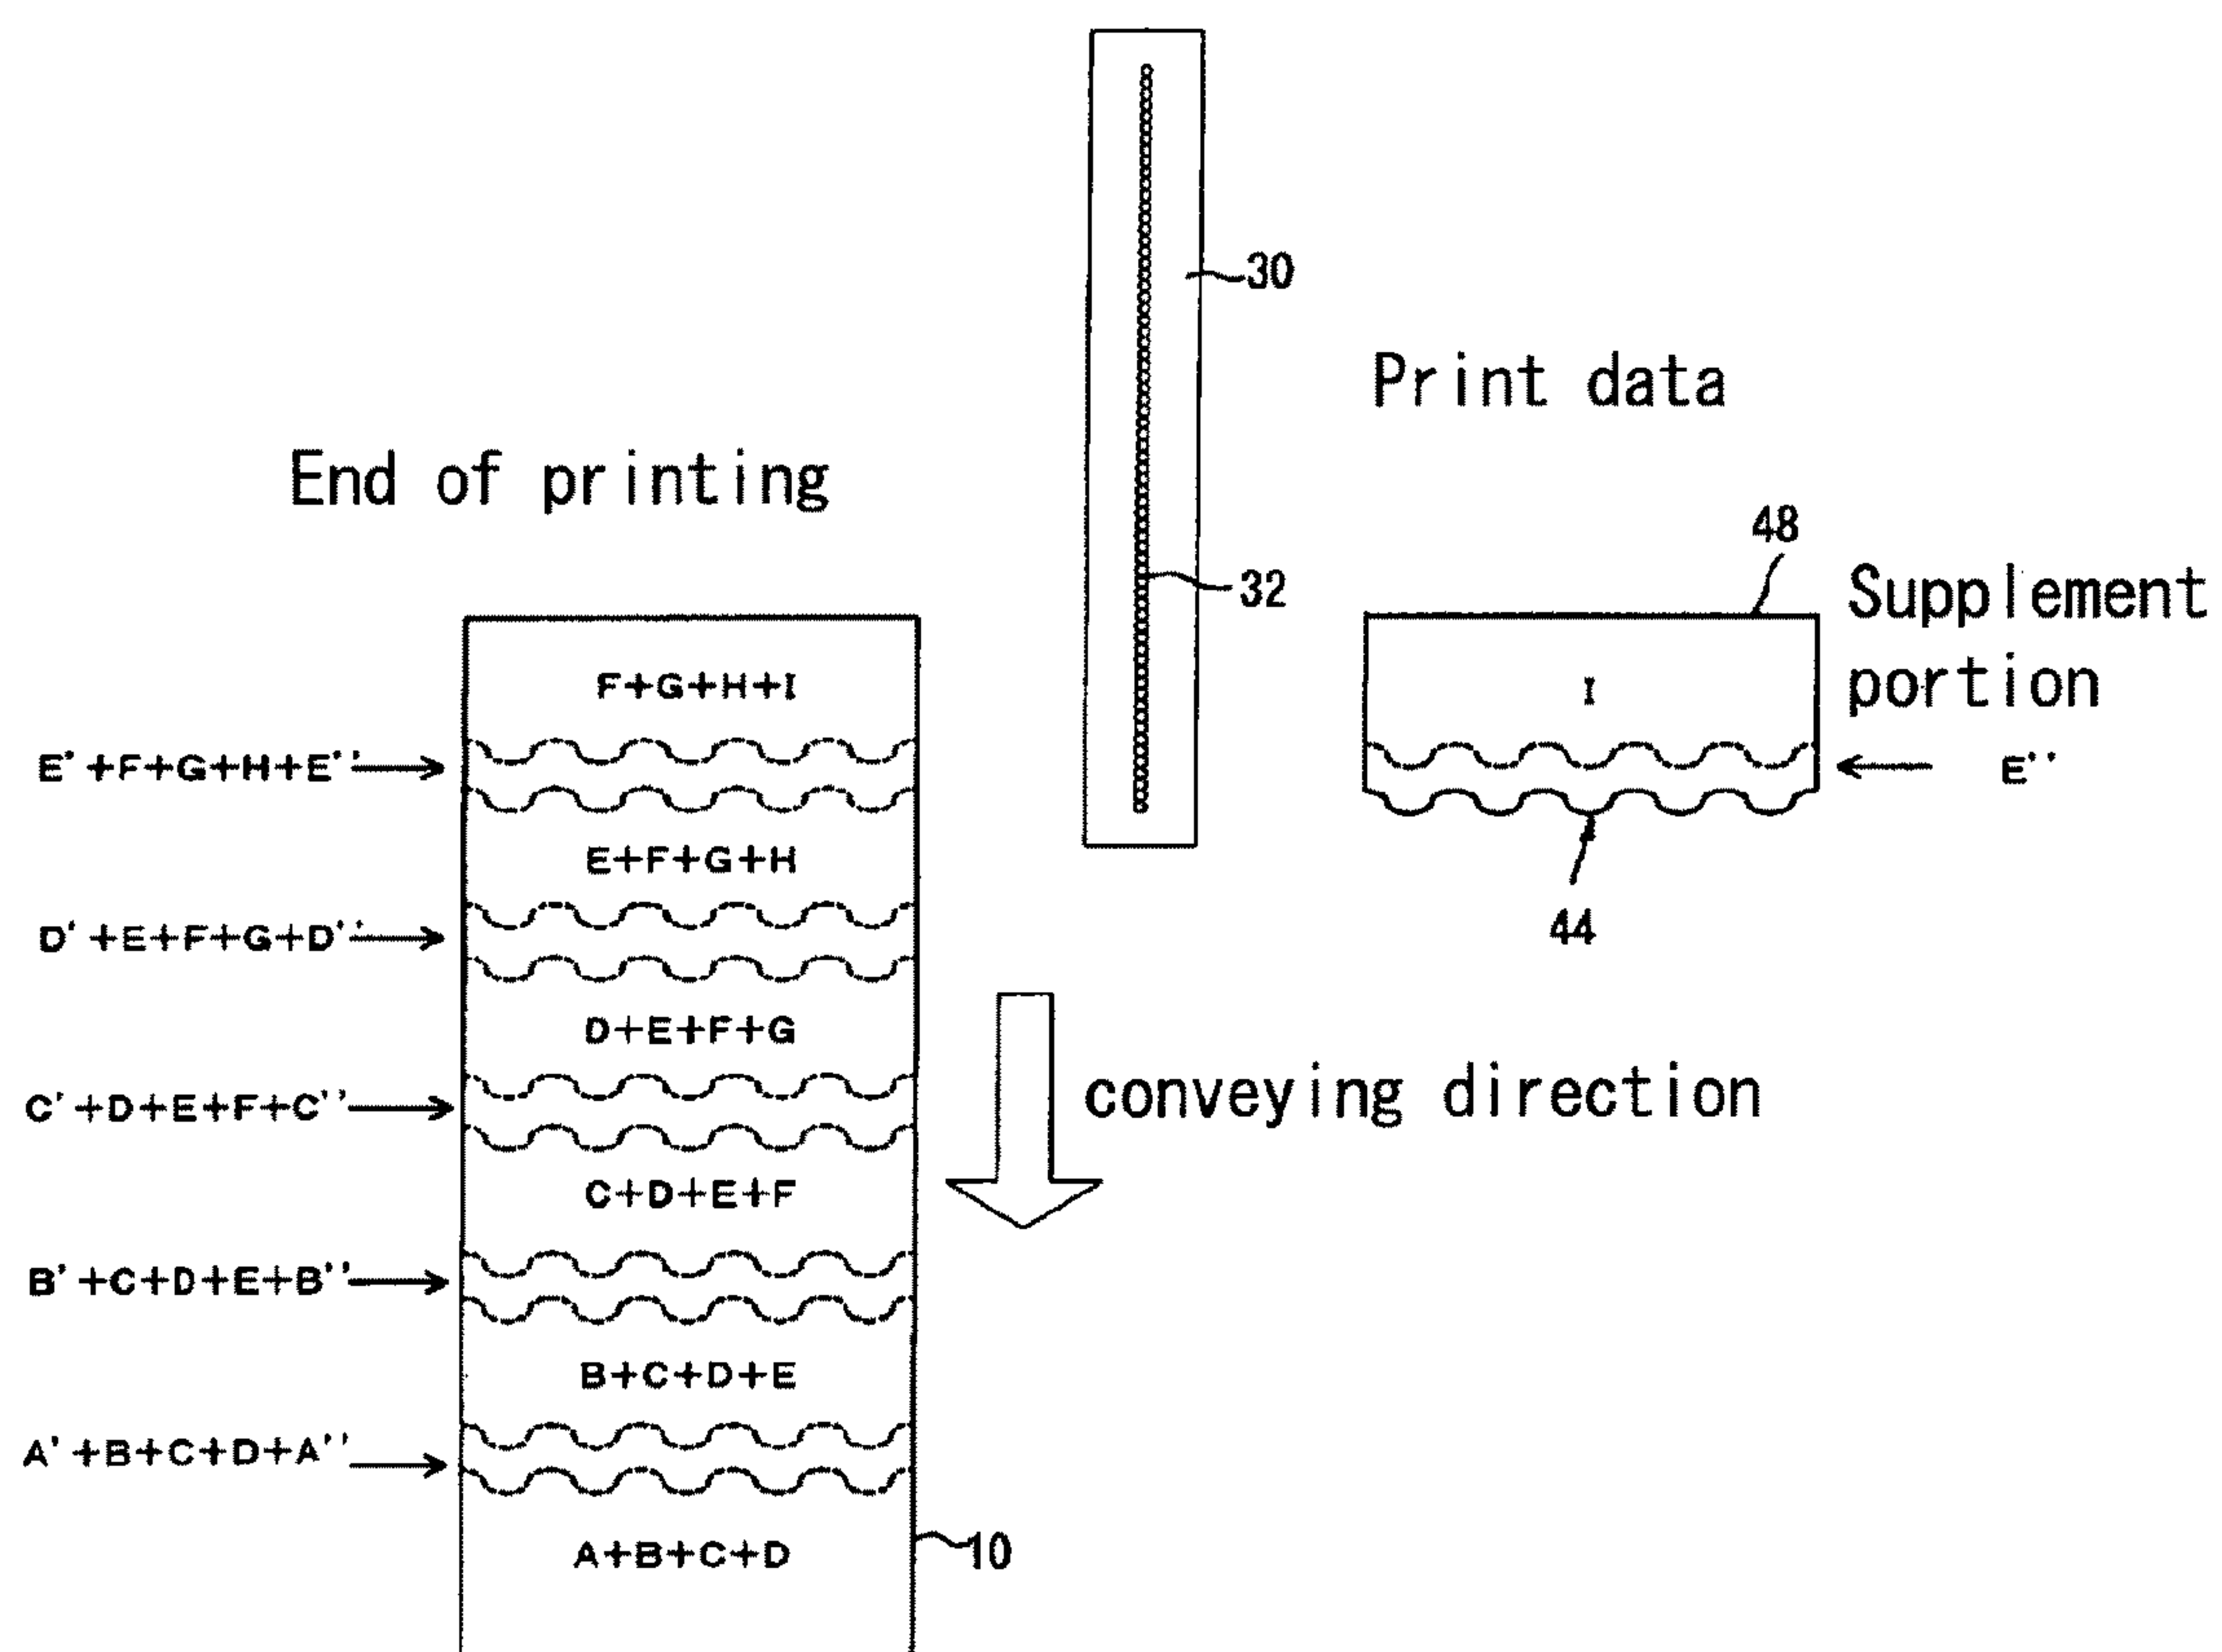 30
Print data
End of printing
48
32
Supplement
portion
F+G+H+I
I
E'+F+G+H+E''
E''
E+F+G+H
44
D'+E+F+G+D''
D+E+F+G
conveying direction
C'+D+E+F+C''
C+D+E+F
B'+C+D+E+B''
B+C+D+E
A'+B+C+D+A''
A+B+C+D
10